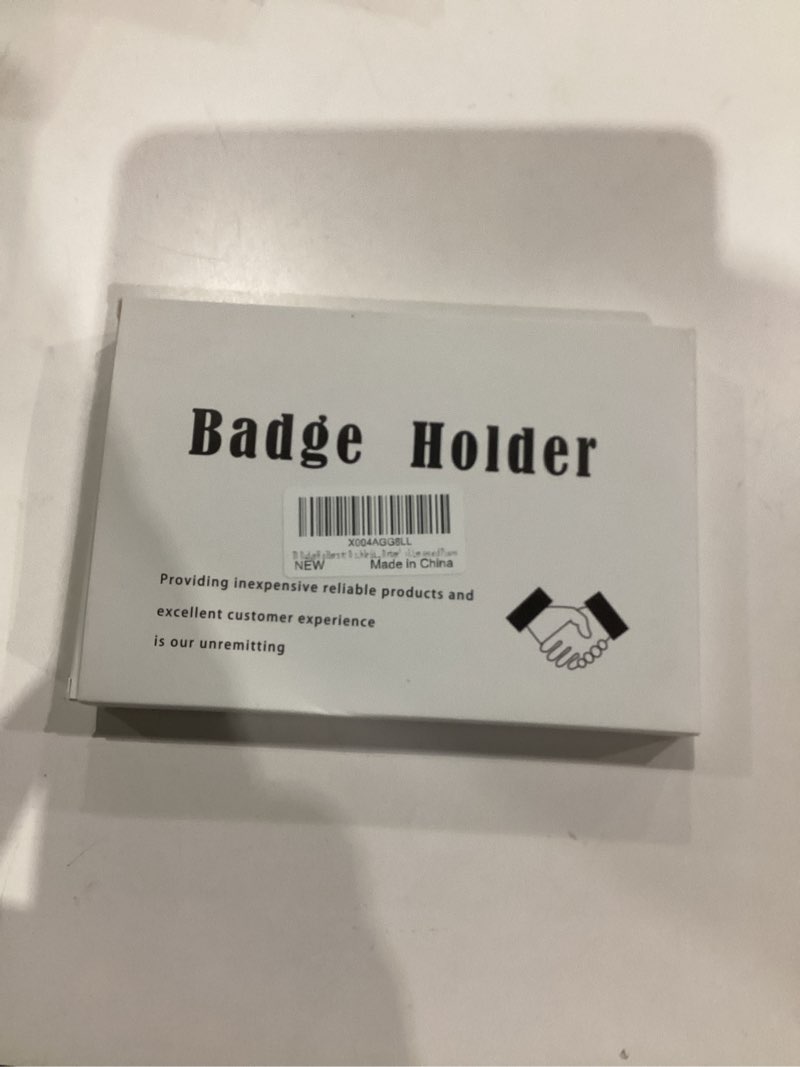 Badge Holder
X004AGG8LL
NEW Made in China
Providing inexpensive reliable products and
excellent customer experience
is our unremitting